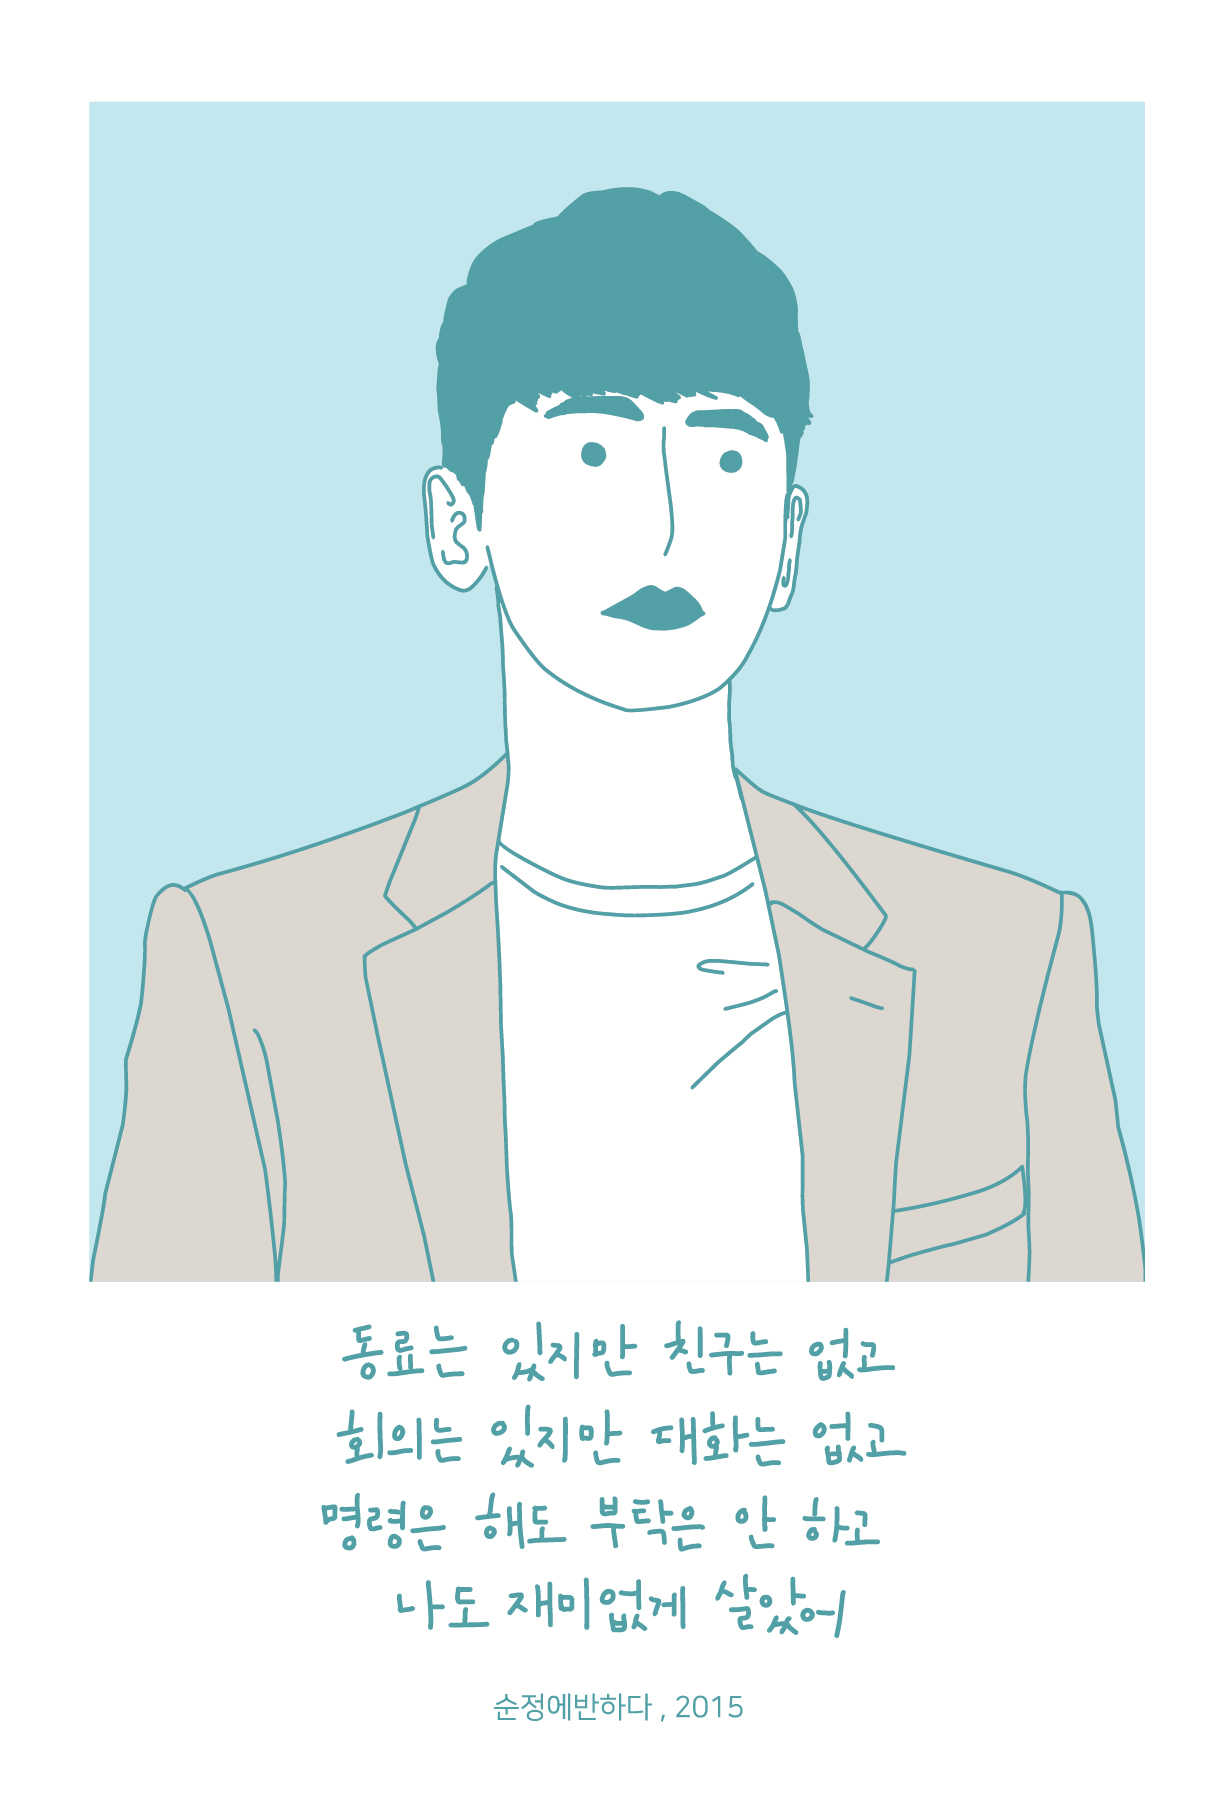 동료는 있지만 친구는 없고
회의는 있지만 대화는 없고
명령은 해도 부탁은 안 하고
나도 재미없게 살았어
순정에반하다 , 2015